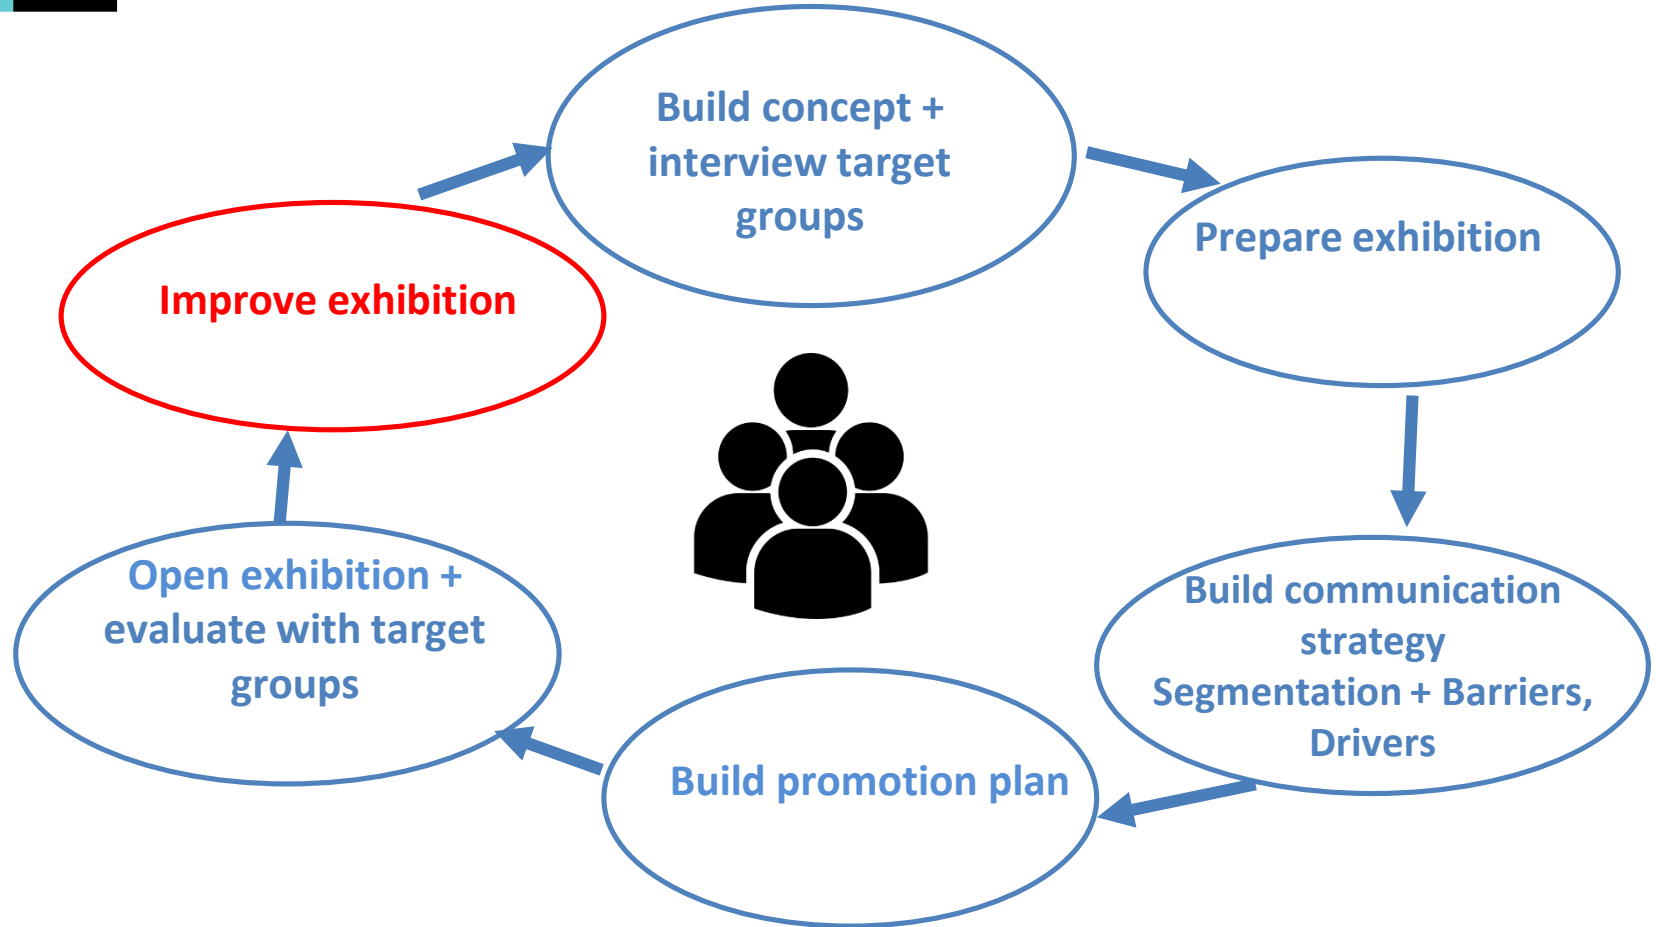 Build concept +
interview target
groups
Prepare exhibition
Improve exhibition
Open exhibition +
evaluate with target
groups
Build communication
strategy
Segmentation + Barriers,
Drivers
Build promotion plan